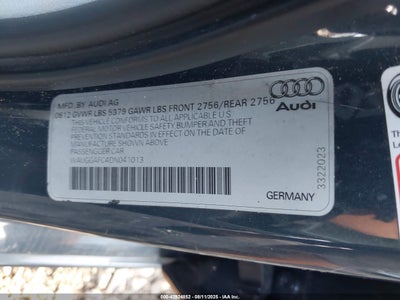 MFD. BY AUDI AG
0812 GVWR LBS 5379 GAWR LBS FRONT 2756/REAR 2756
THIS VEHICLE CONFORMS TO ALL APPLICABLE U.S.
FEDERAL MOTOR VEHICLE SAFETY BUMPER AND THEFT
PREVENTION STANDARDS IN EFFECT ON THE DATE OF
MANUFACTURE SHOWN ABOVE.
PASSENGER CAR
WAUGGAFC4DN041013
Audi
GERMANY
3322023